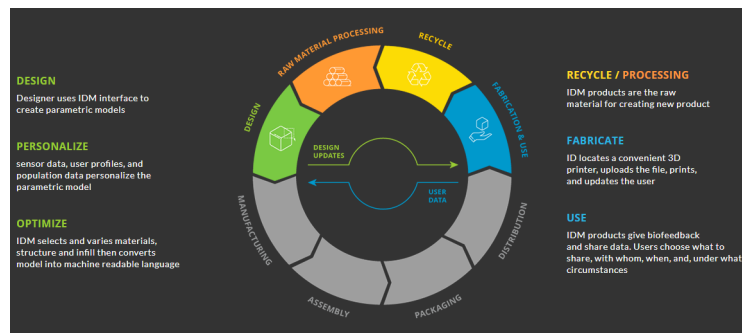 DESIGN
Designer uses IDM interface to
create parametric models
PERSONALIZE
sensor data, user profiles, and
population data personalize the
parametric model
OPTIMIZE
IDM selects and varies materials,
structure and infill then converts
model into machine readable language
DESIGN
RAW MATERIAL PROCESSING
RECYCLE
FABRICATION & USE
DISTRIBUTION
PACKAGING
ASSEMBLY
MANUFACTURING
DESIGN
UPDATES
USER
DATA
RECYCLE / PROCESSING
IDM products are the raw
material for creating new product
FABRICATE
ID locates a convenient 3D
printer, uploads the file, prints,
and updates the user
USE
IDM products give biofeedback
and share data. Users choose what to
share, with whom, when, and, under what
circumstances